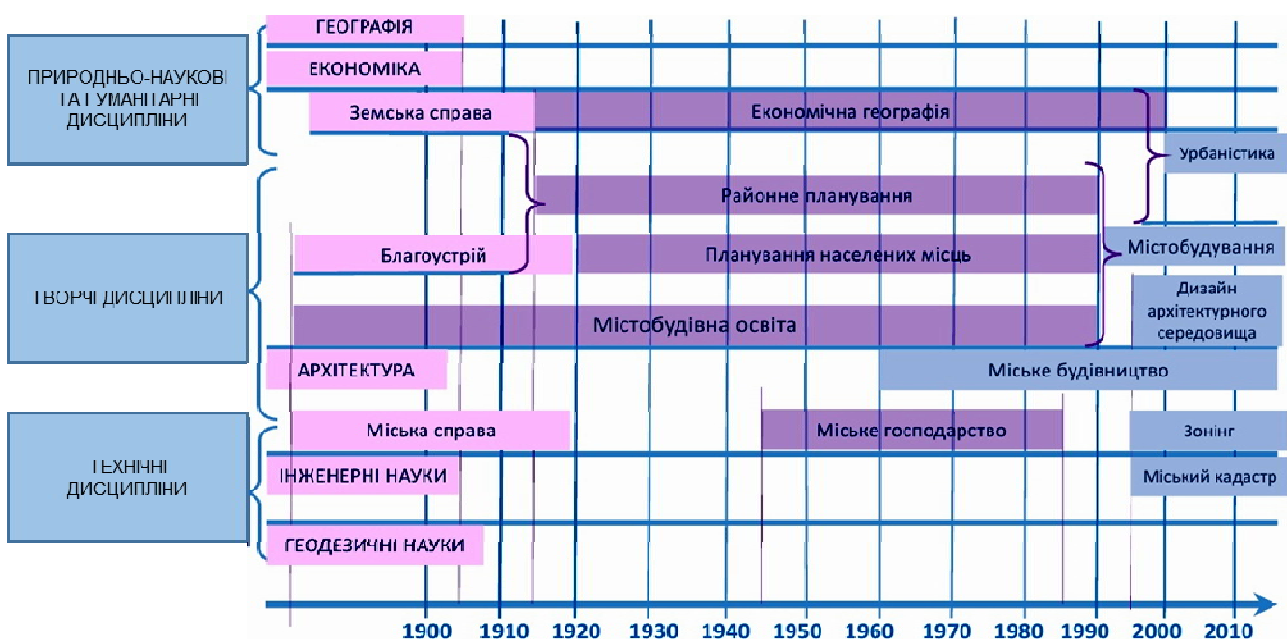 ГЕОГРАФІЯ
ПРИРОДНЬО-НАУКОВІ
ТА ГУМАНІТАРНІ
ДИСЦИПЛІНИ
ЕКОНОМІКА
Земська справа
Економічна географія
Урбаністика
Районне планування
ТВОРЧІ ДИСЦИПЛІНИ
Благоустрій
Планування населених місць
Містобудування
Дизайн
архітектурного
середовища
Містобудівна освіта
АРХІТЕКТУРА
Міське будівництво
ТЕХНІЧНІ
ДИСЦИПЛІНИ
Міська справа
Міське господарство
Зонінг
ІНЖЕНЕРНІ НАУКИ
Міський кадастр
ГЕОДЕЗИЧНІ НАУКИ
1900 1910 1920 1930 1940 1950 1960 1970 1980 1990 2000 2010